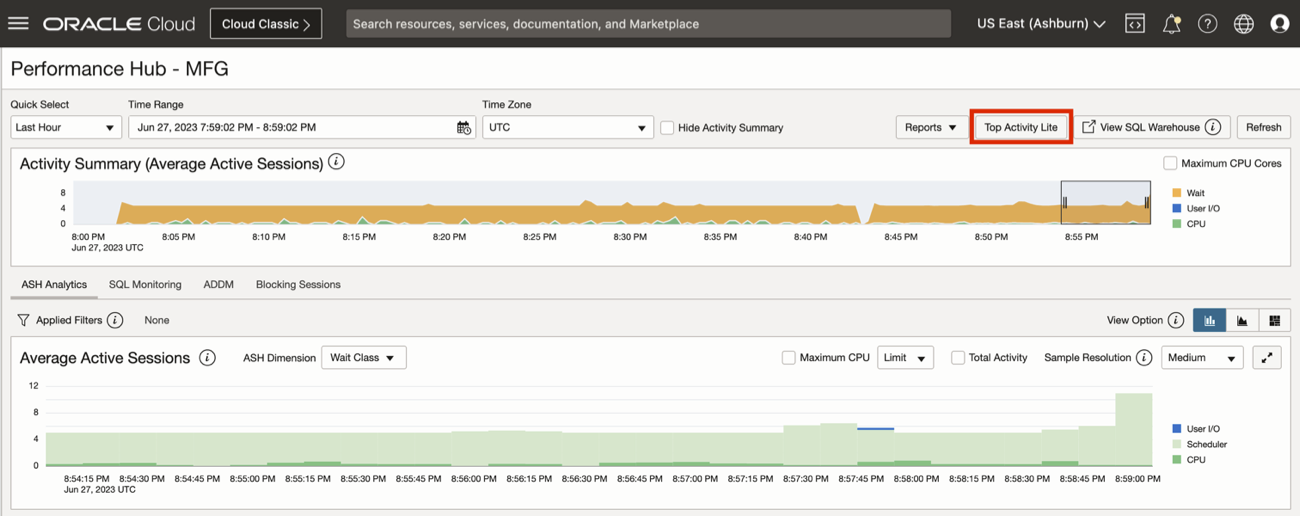 ORACLE Cloud
Cloud Classic
Search resources, services, documentation, and Marketplace
US East (Ashburn)
Performance Hub - MFG
Quick Select
Time Range
Time Zone
Last Hour
Jun 27, 2023 7:59:02 PM - 8:59:02 PM
UTC
Hide Activity Summary
Reports
Top Activity Lite
View SQL Warehouse
Refresh
Activity Summary (Average Active Sessions)
Maximum CPU Cores
8
4
0
Wait
User I/O
CPU
8:00 PM 8:05 PM 8:10 PM 8:15 PM 8:20 PM 8:25 PM 8:30 PM 8:35 PM 8:40 PM 8:45 PM 8:50 PM 8:55 PM
Jun 27, 2023 UTC
ASH Analytics
SQL Monitoring
ADDM
Blocking Sessions
Applied Filters
None
View Option
Average Active Sessions
ASH Dimension
Wait Class
Maximum CPU
Limit
Total Activity
Sample Resolution
Medium
12
8
4
0
User I/O
Scheduler
CPU
8:54:15 PM 8:54:30 PM 8:54:45 PM 8:55:00 PM 8:55:15 PM 8:55:30 PM 8:55:45 PM 8:56:00 PM 8:56:15 PM 8:56:30 PM 8:56:45 PM 8:57:00 PM 8:57:15 PM 8:57:30 PM 8:57:45 PM 8:58:00 PM 8:58:15 PM 8:58:30 PM 8:58:45 PM 8:59:00 PM
Jun 27, 2023 UTC